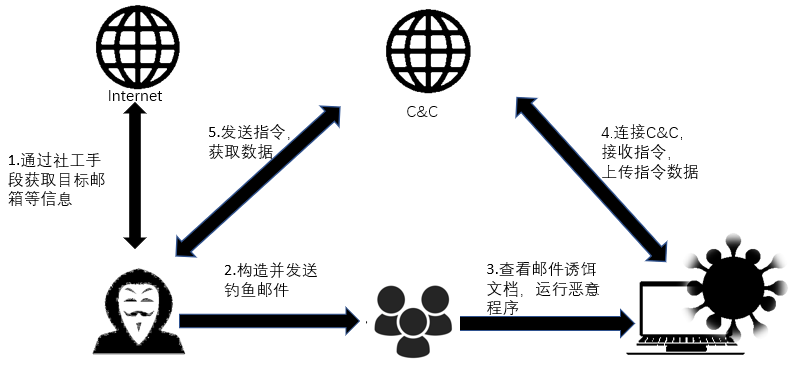 Internet
C&C
1.通过社工手
段获取目标邮
箱等信息
5.发送指令，
获取数据
4.连接C&C，
接收指令，
上传指令数据
2.构造并发送
钓鱼邮件
3.查看邮件诱饵
文档，运行恶意
程序